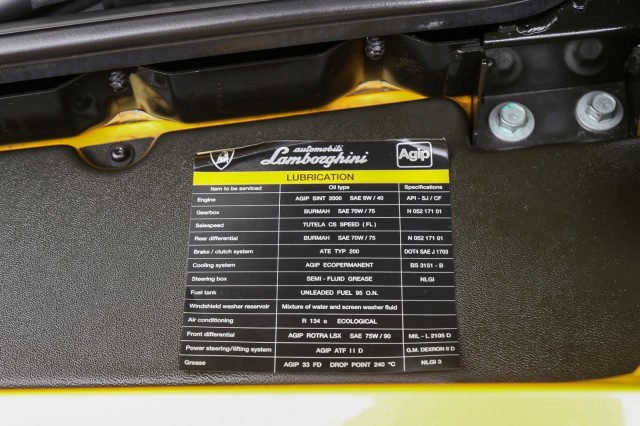 automobili
Lamborghini
Agip
LUBRICATION
Item to be serviced Oil type Specifications
Engine AGIP SINT 2000 SAE 5W / 40 API - SJ / CF
Gearbox BURMAH SAE 70W / 75 N 052 171 01
Selespeed TUTELA CS SPEED ( FL )
Rear differential BURMAH SAE 70W / 75 N 052 171 01
Brake / clutch system ATE TYP 200 DOT4 SAE J 1703
Cooling system AGIP ECOPERMANENT BS 3151 - B
Steering box SEMI - FLUID GREASE NLGI
Fuel tank UNLEADED FUEL 95 O.N.
Windshield washer reservoir Mixture of water and screen washer fluid
Air conditioning R 134 a ECOLOGICAL
Front differential AGIP ROTRA LSX SAE 75W / 90 MIL - L 2105 D
Power steering/lifting system AGIP ATF I I D G.M. DEXRON II D
Grease AGIP 33 FD DROP POINT 240 °C NLGI 3